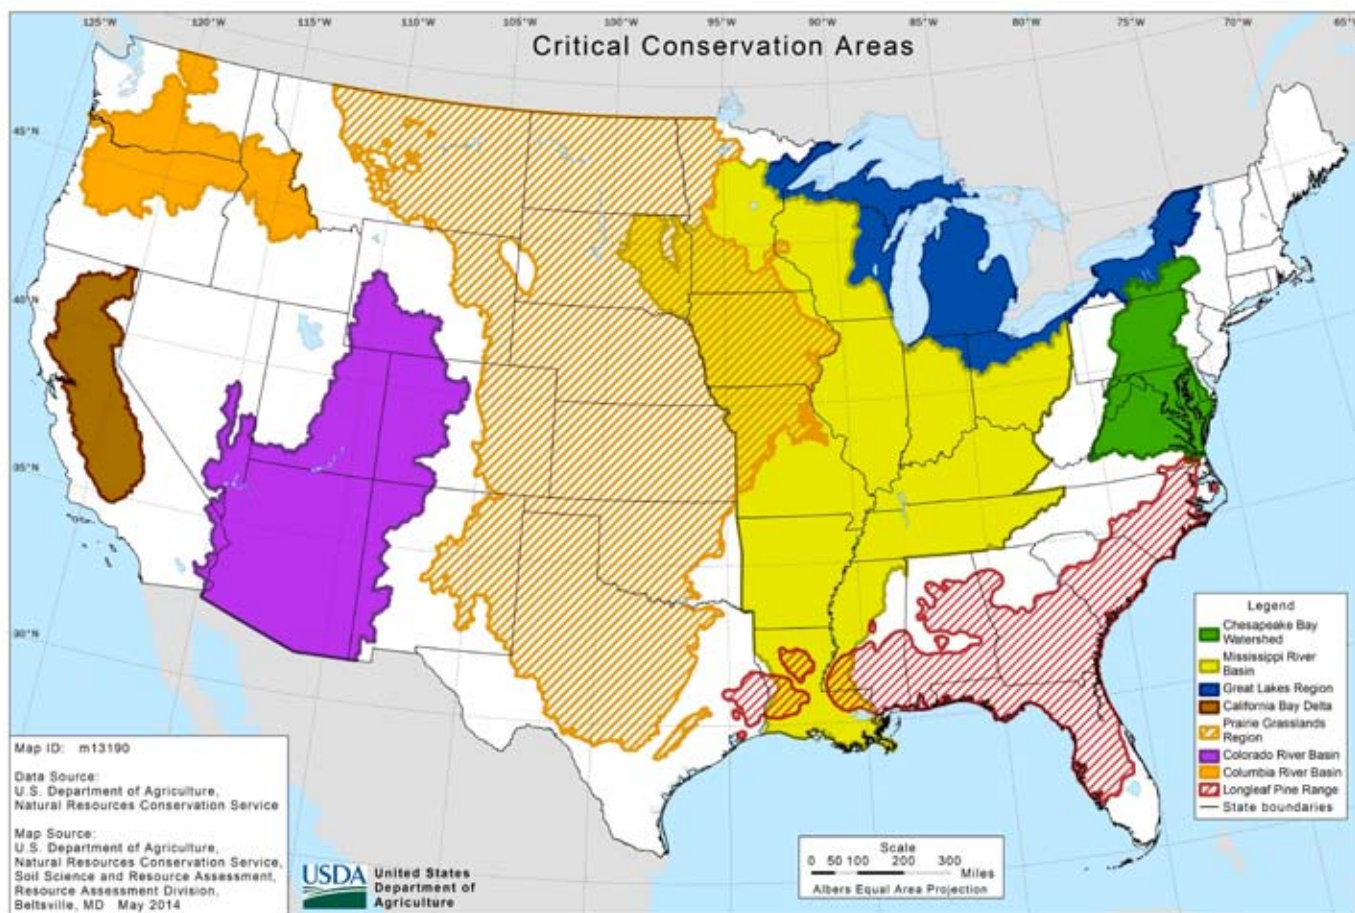 125°W 120°W 115°W 110°W 105°W 100°W 95°W 90°W 85°W 80°W 75°W 70°W 65°W
Critical Conservation Areas
45°N
40°N
35°N
30°N
Legend
Chesapeake Bay
Watershed
Mississippi River
Basin
Great Lakes Region
California Bay Delta
Prairie Grasslands
Region
Colorado River Basin
Columbia River Basin
Longleaf Pine Range
State boundaries
Map ID: m13190
Data Source:
U.S. Department of Agriculture,
Natural Resources Conservation Service
Map Source:
U.S. Department of Agriculture,
Natural Resources Conservation Service,
Soil Science and Resource Assessment,
Resource Assessment Division,
Beltsville, MD May 2014
USDA
United States
Department of
Agriculture
Scale
0 50 100 200 300
Miles
Albers Equal Area Projection